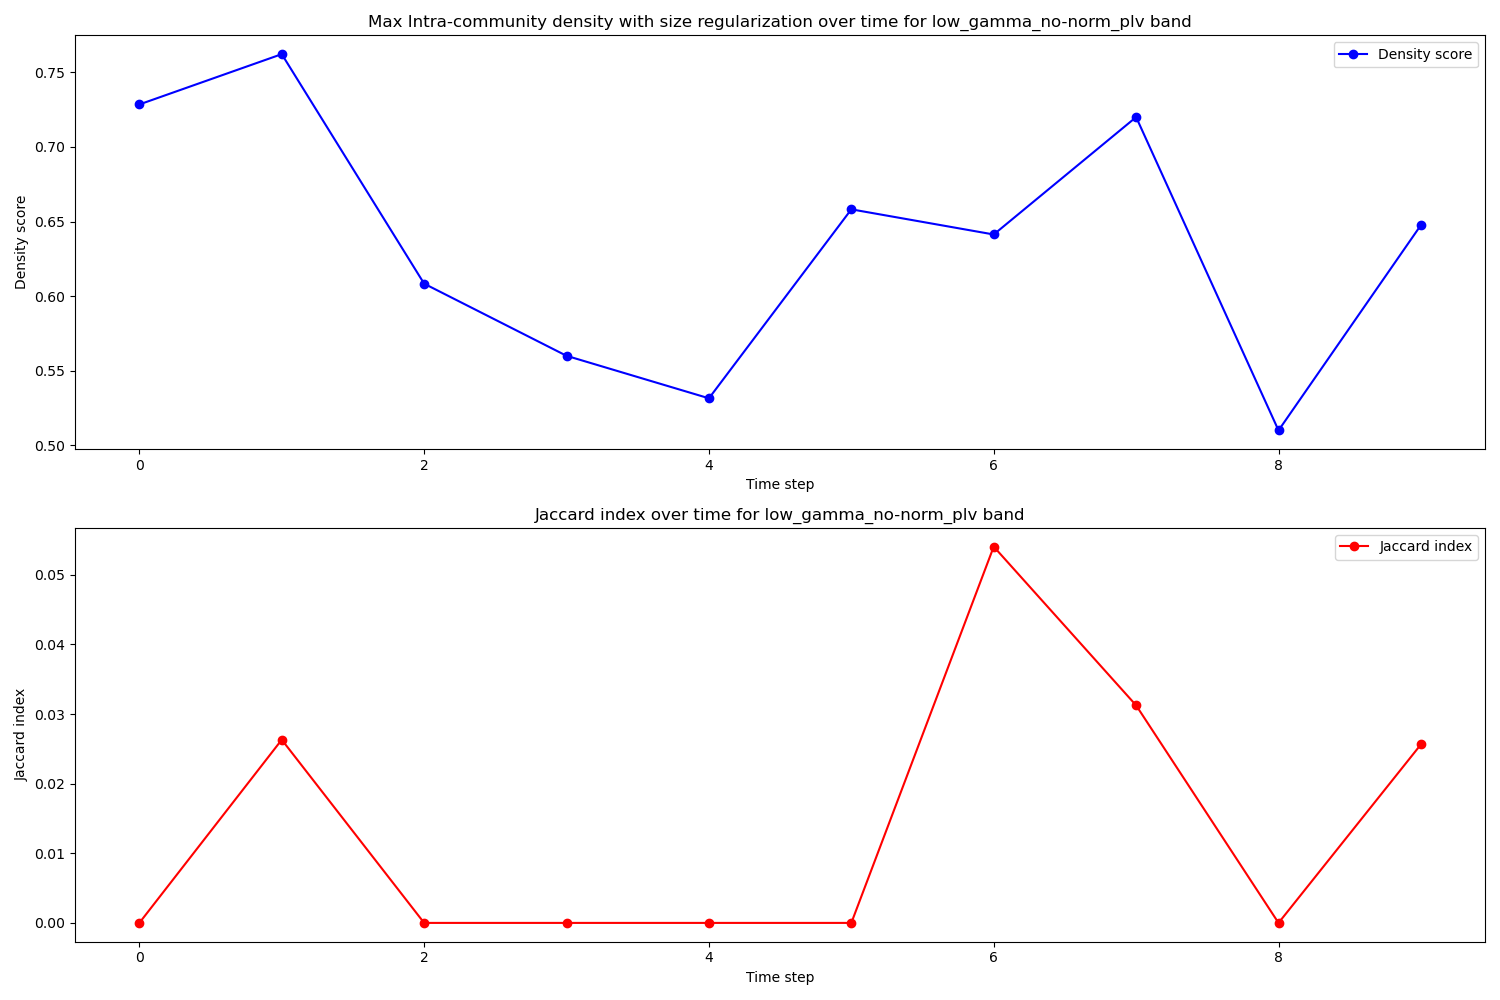 Max Intra-community density with size regularization over time for low_gamma_no-norm_plv band
Density score
0.75
0.70
0.65
0.60
0.55
0.50
Density score
0 2 4 6 8
Time step
Jaccard index over time for low_gamma_no-norm_plv band
Jaccard index
0.05
0.04
0.03
0.02
0.01
0.00
Jaccard index
0 2 4 6 8
Time step